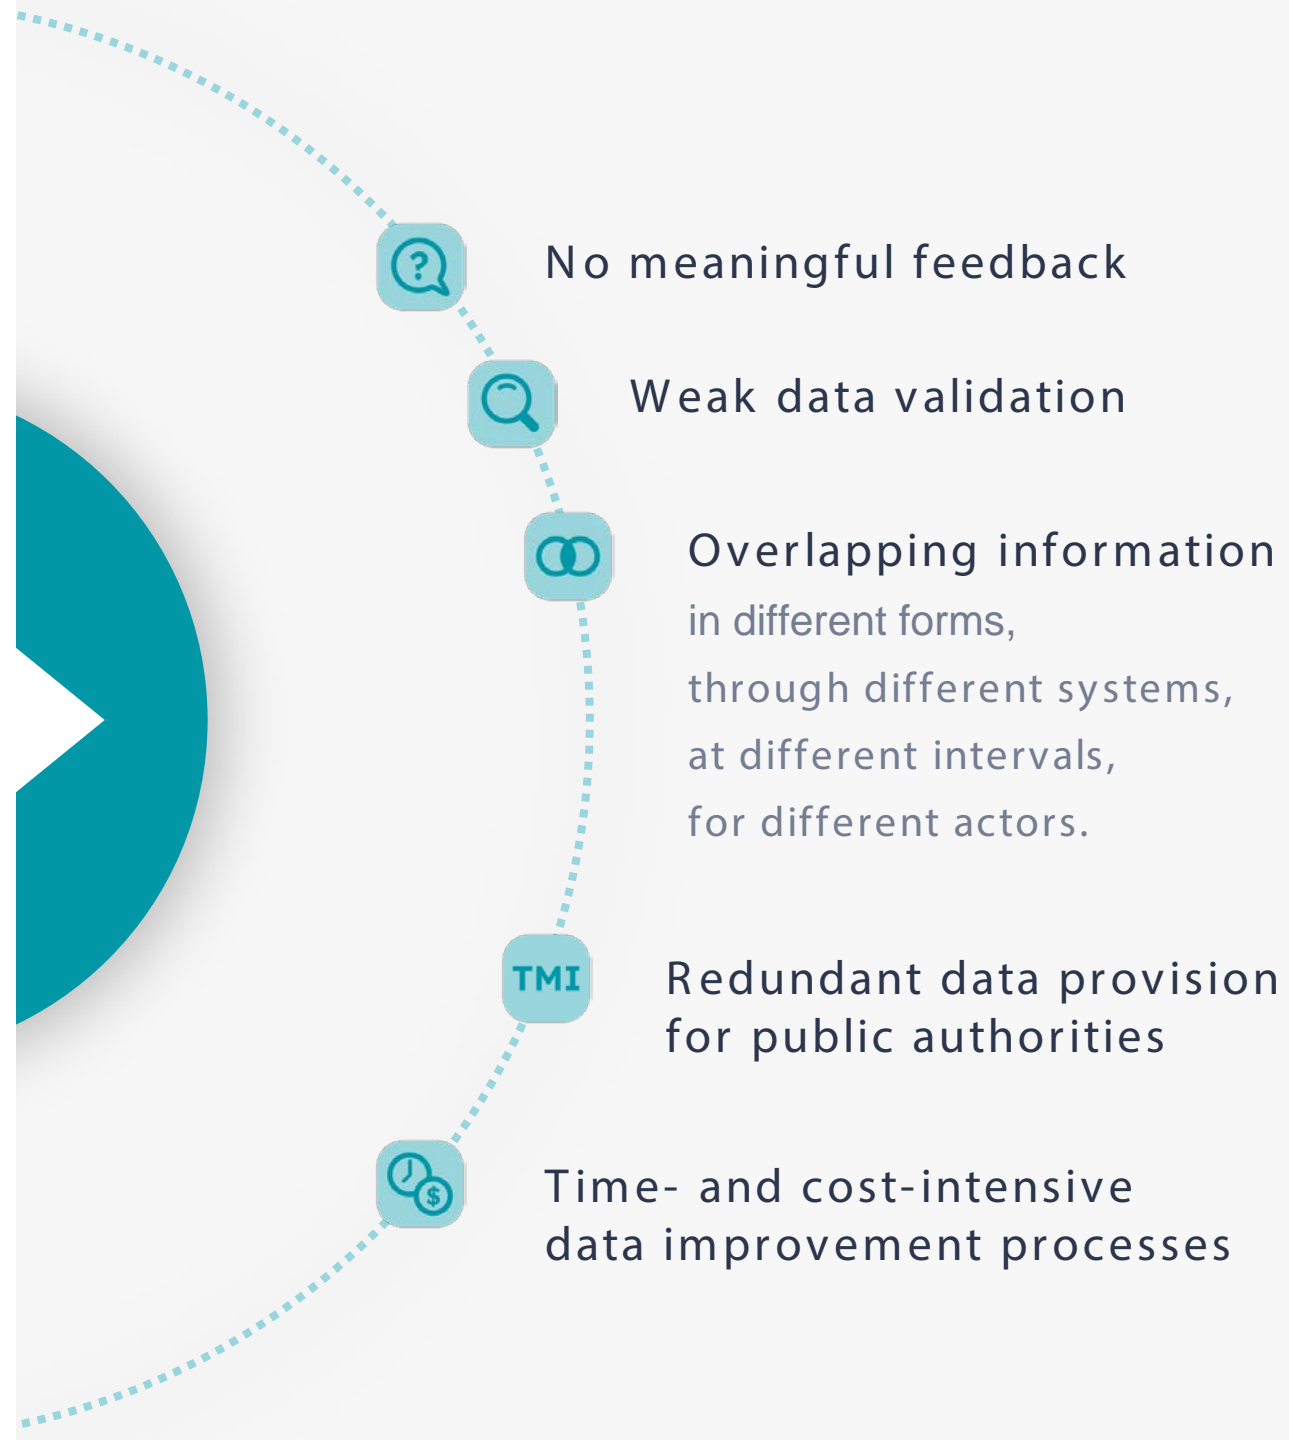 No meaningful feedback
Weak data validation
Overlapping information
in different forms,
through different systems,
at different intervals,
for different actors.
TMI
Redundant data provision
for public authorities
Time- and cost-intensive
data improvement processes